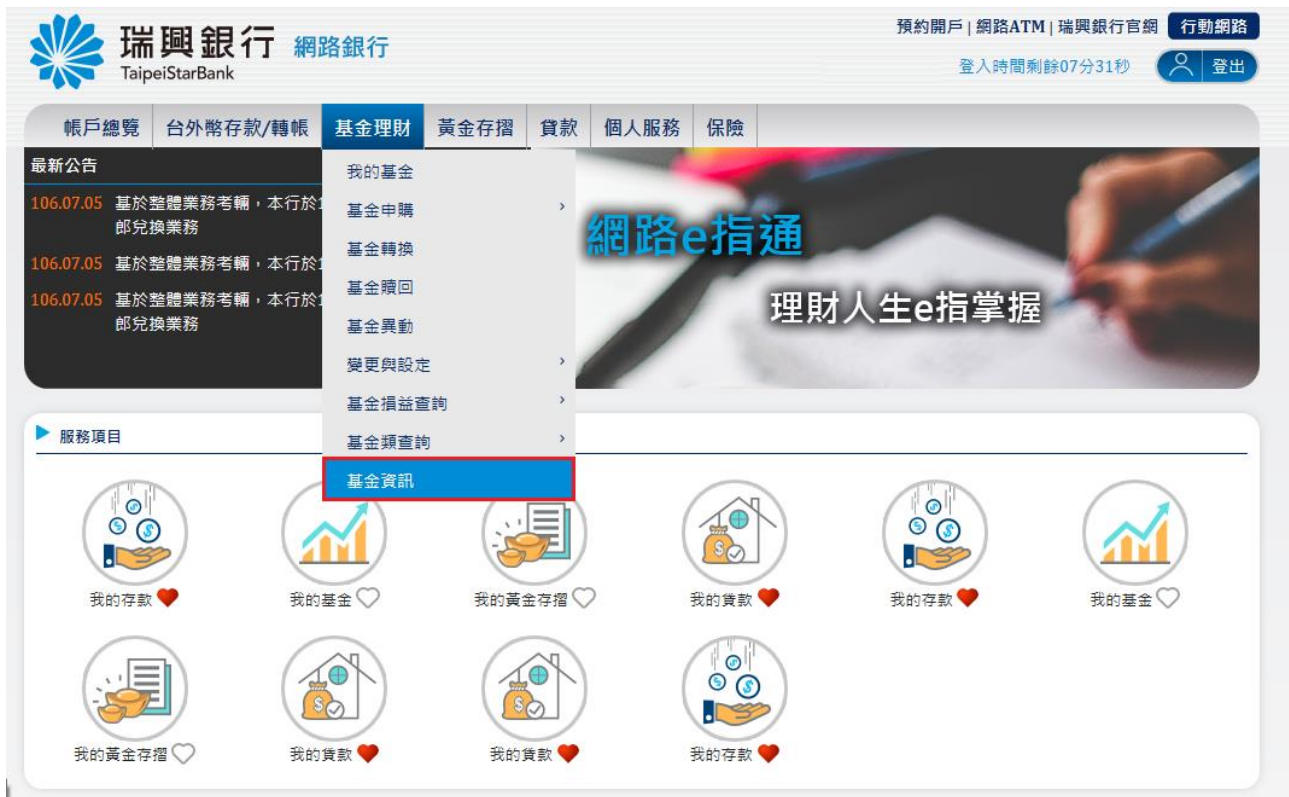 瑞興銀行 網路銀行
TaipeiStarBank
預約開戶 | 網路ATM | 瑞興銀行官網 行動網路
登入時間剩餘07分31秒 登出
帳戶總覽 台外幣存款/轉帳 基金理財 黃金存摺 貸款 個人服務 保險
最新公告
106.07.05 基於整體業務考輛，本行於1
郎兌換業務
106.07.05 基於整體業務考輛，本行於1
106.07.05 基於整體業務考輛，本行於1
郎兌換業務
我的基金
基金申購 ›
基金轉換
基金贖回
基金異動
變更與設定 ›
基金損益查詢 ›
基金類查詢 ›
基金資訊
網路e指通
理財人生e指掌握
服務項目
我的存款 我的基金 我的黃金存摺 我的貸款 我的存款 我的基金
我的黃金存摺 我的貸款 我的貸款 我的存款